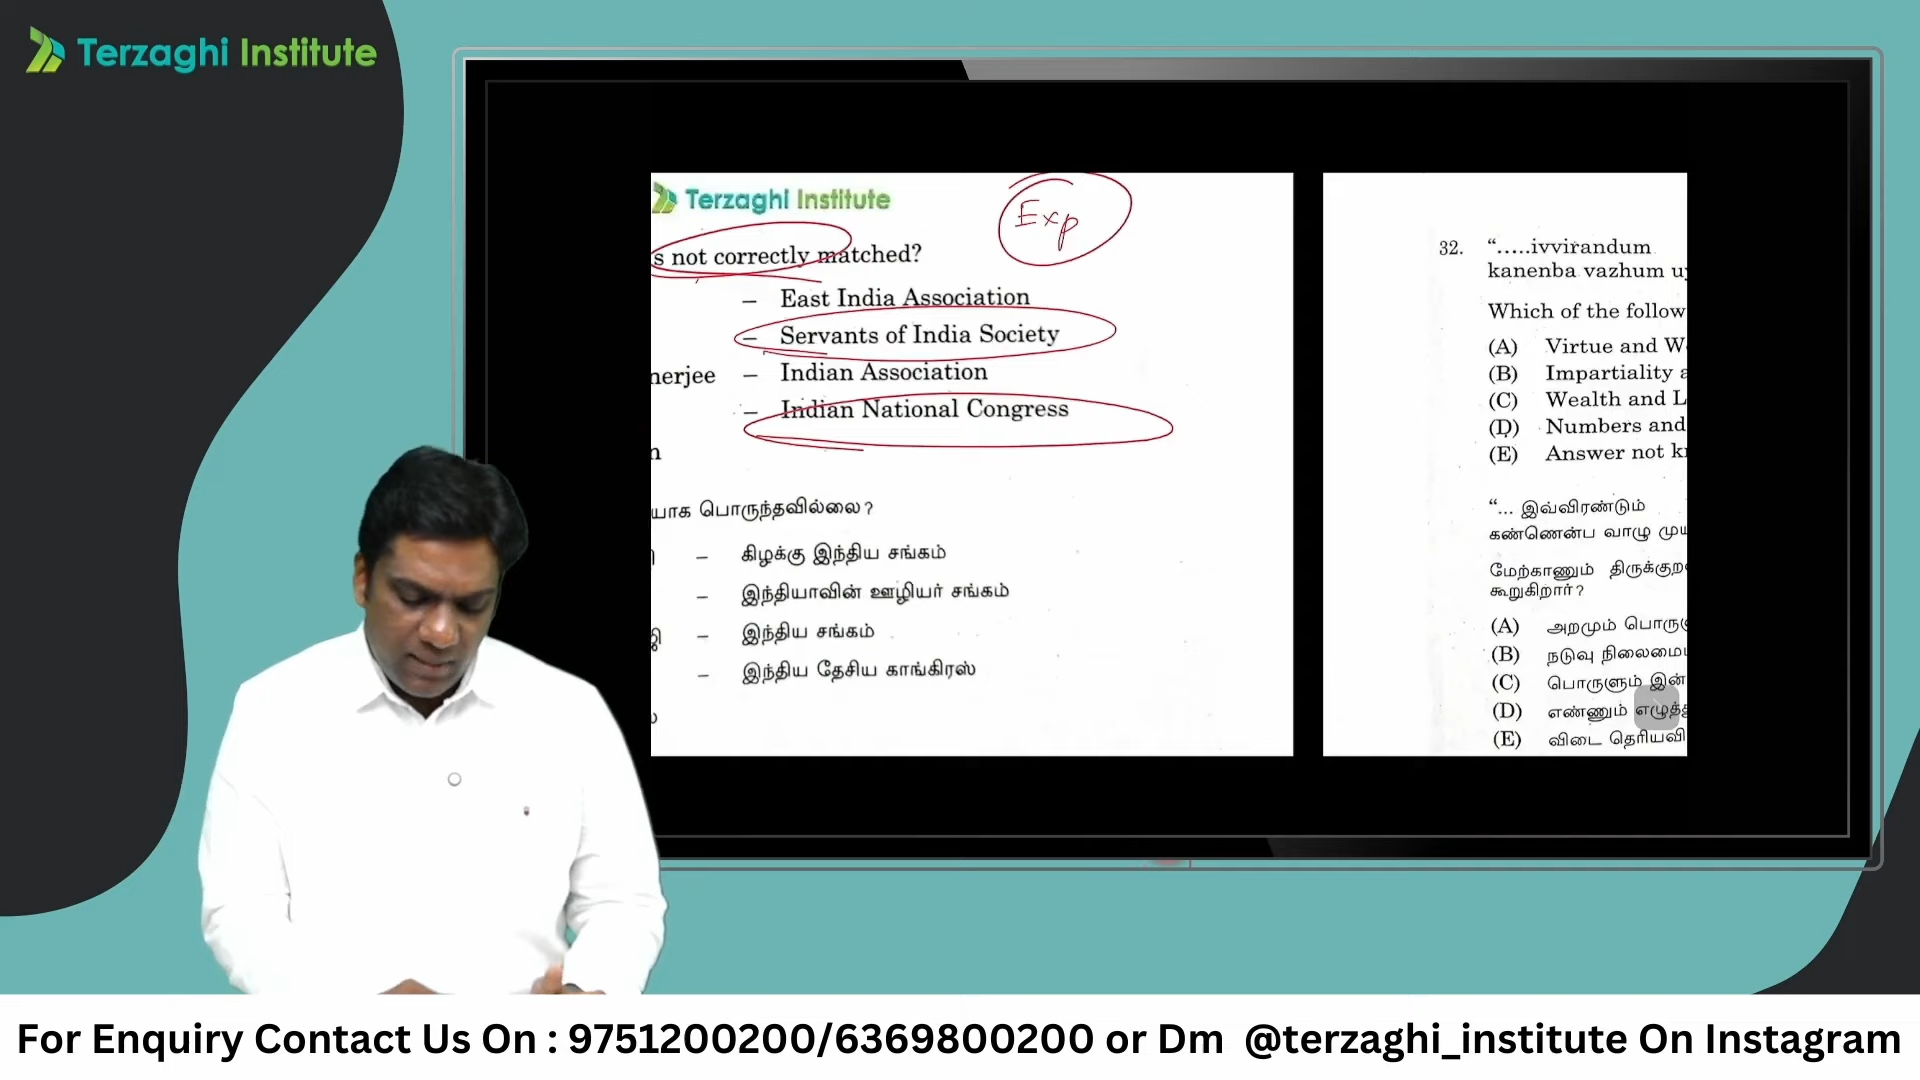 Terzaghi Institute
Terzaghi Institute
Exp
s not correctly matched?
– East India Association
– Servants of India Society
nerjee – Indian Association
– Indian National Congress
n
யாக பொருந்தவில்லை?
– கிழக்கு இந்திய சங்கம்
– இந்தியாவின் ஊழியர் சங்கம்
– இந்திய சங்கம்
– இந்திய தேசிய காங்கிரஸ்
32. “.....ivvirandum
kanenba vazhum
Which of the follow
(A) Virtue and
(B) Impartiality
(C) Wealth and
(D) Numbers and
(E) Answer not
“... இவ்விரண்டும்
கண்ணென்ப வாழு
மேற்காணும் திருக்குற
கூறுகிறார்?
(A) அறமும்
(B) நடுவு
(C) பொருளும்
(D) எண்ணும்
(E) விடை
For Enquiry Contact Us On : 9751200200/6369800200 or Dm @terzaghi_institute On Instagram